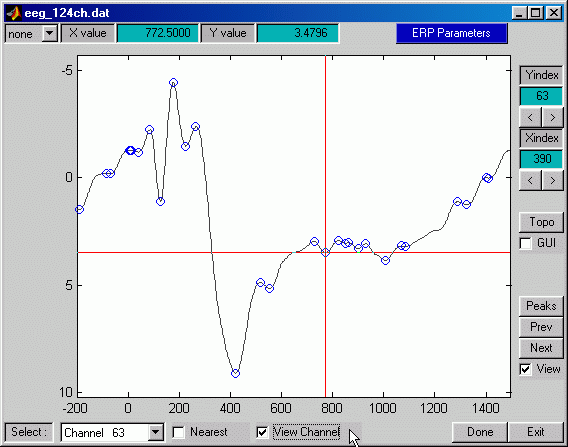 eeg_124ch.dat
none X value 772.5000 Y value 3.4796 ERP Parameters
-5
0
5
10
-200 0 200 400 600 800 1000 1200 1400
Yindex
63
< >
Xindex
390
< >
Topo
GUI
Peaks
Prev
Next
View
Select : Channel 63 Nearest View Channel Done Exit